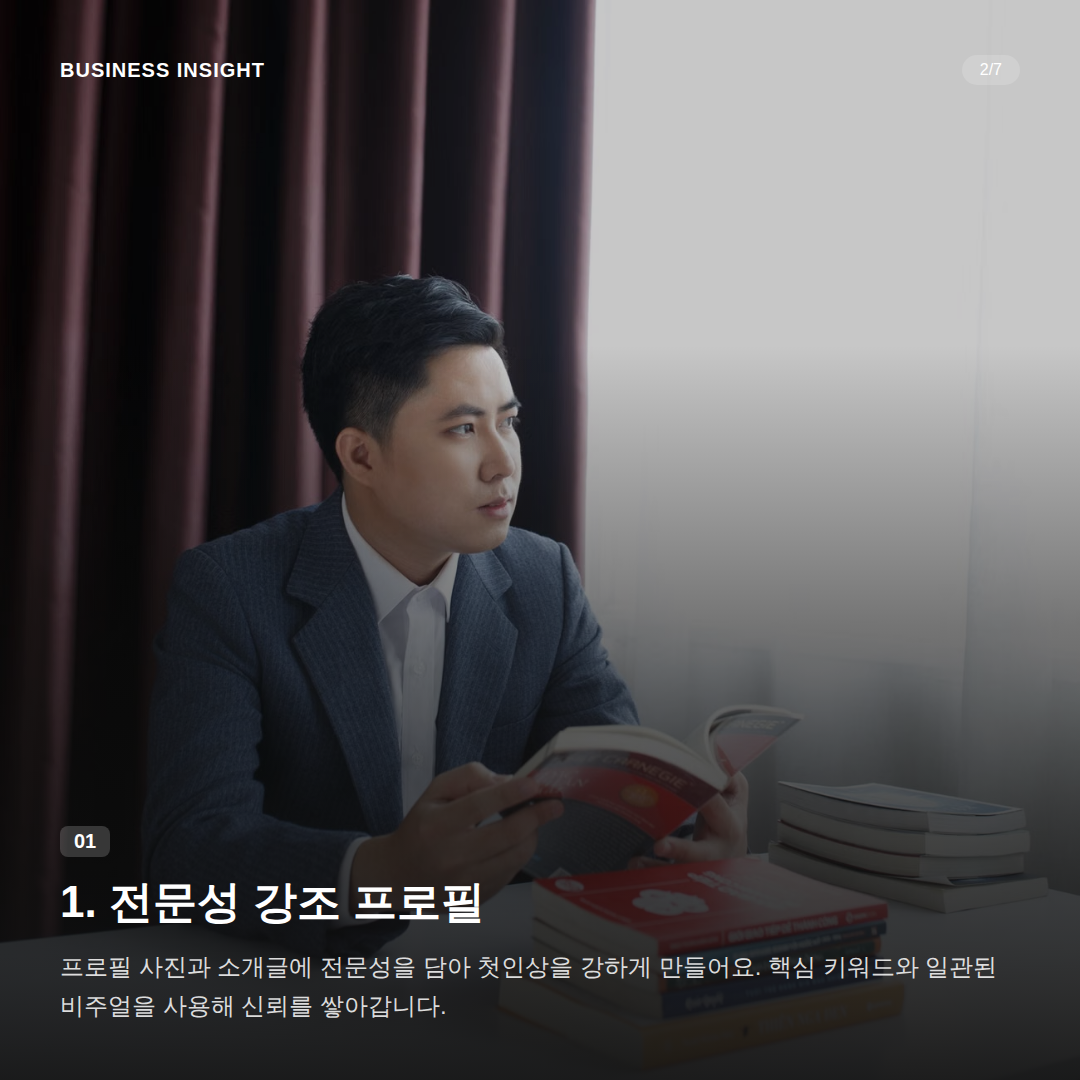 BUSINESS INSIGHT
2/7
CARNEGIE
01
1. 전문성 강조 프로필
프로필 사진과 소개글에 전문성을 담아 첫인상을 강하게 만들어요. 핵심 키워드와 일관된
비주얼을 사용해 신뢰를 쌓아갑니다.